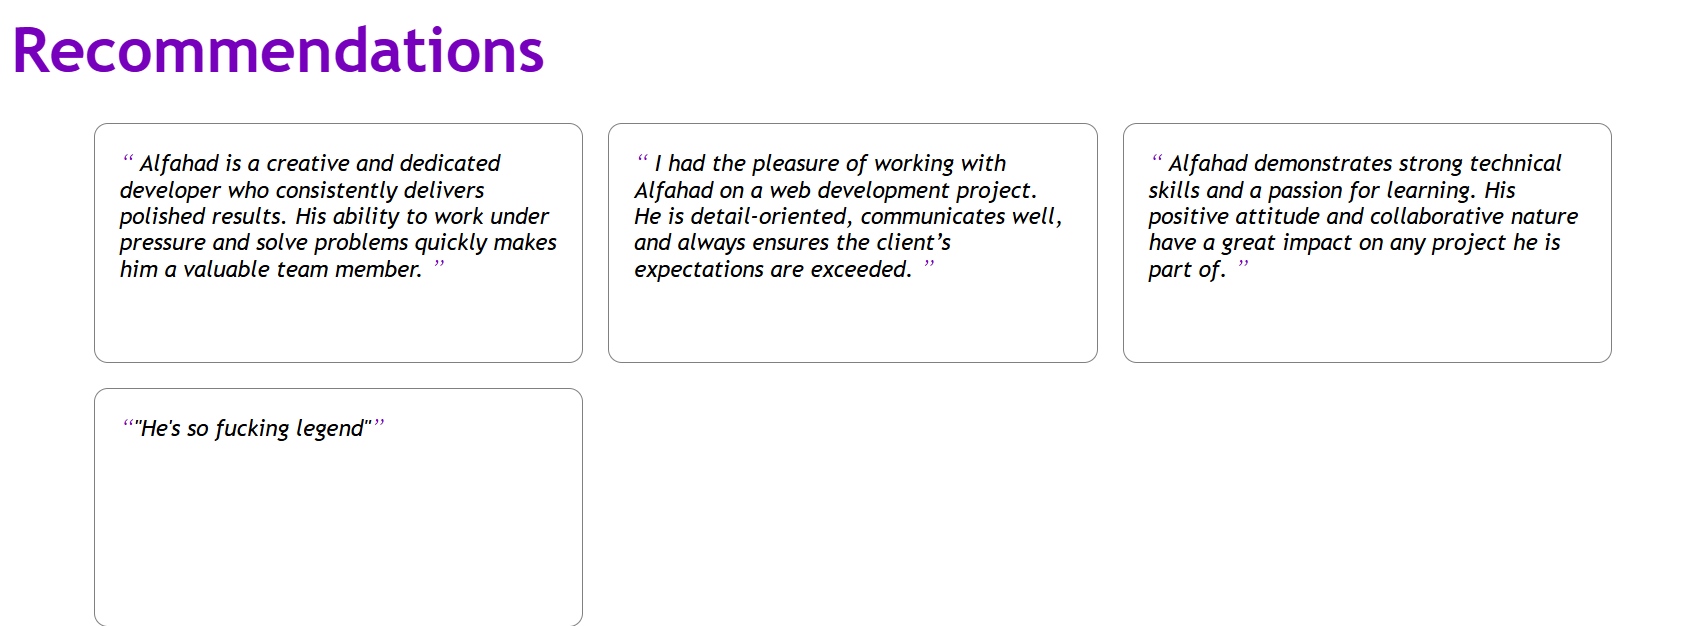 Recommendations
“ Alfahad is a creative and dedicated
developer who consistently delivers
polished results. His ability to work under
pressure and solve problems quickly makes
him a valuable team member. ”
“ I had the pleasure of working with
Alfahad on a web development project.
He is detail-oriented, communicates well,
and always ensures the client’s
expectations are exceeded. ”
“ Alfahad demonstrates strong technical
skills and a passion for learning. His
positive attitude and collaborative nature
have a great impact on any project he is
part of. ”
“"He's so fucking legend"”